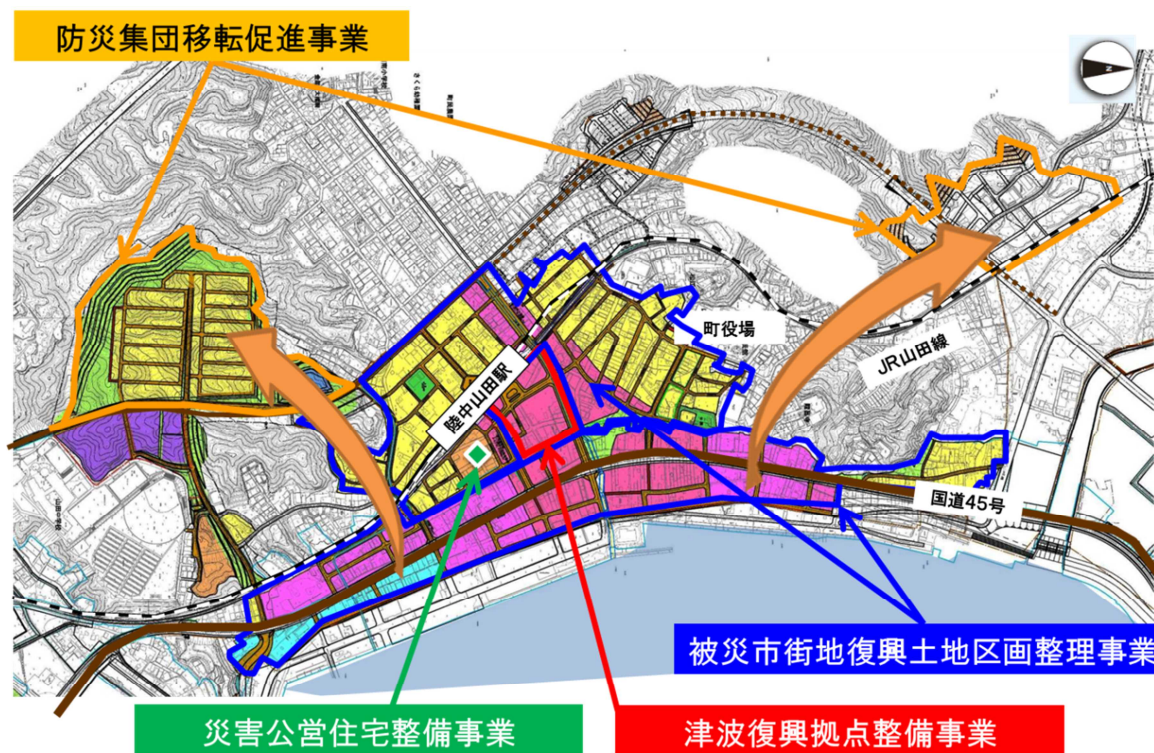 防災集団移転促進事業
N
町役場
JR山田線
陸中山田駅
国道45号
被災市街地復興土地区画整理事業
災害公営住宅整備事業
津波復興拠点整備事業